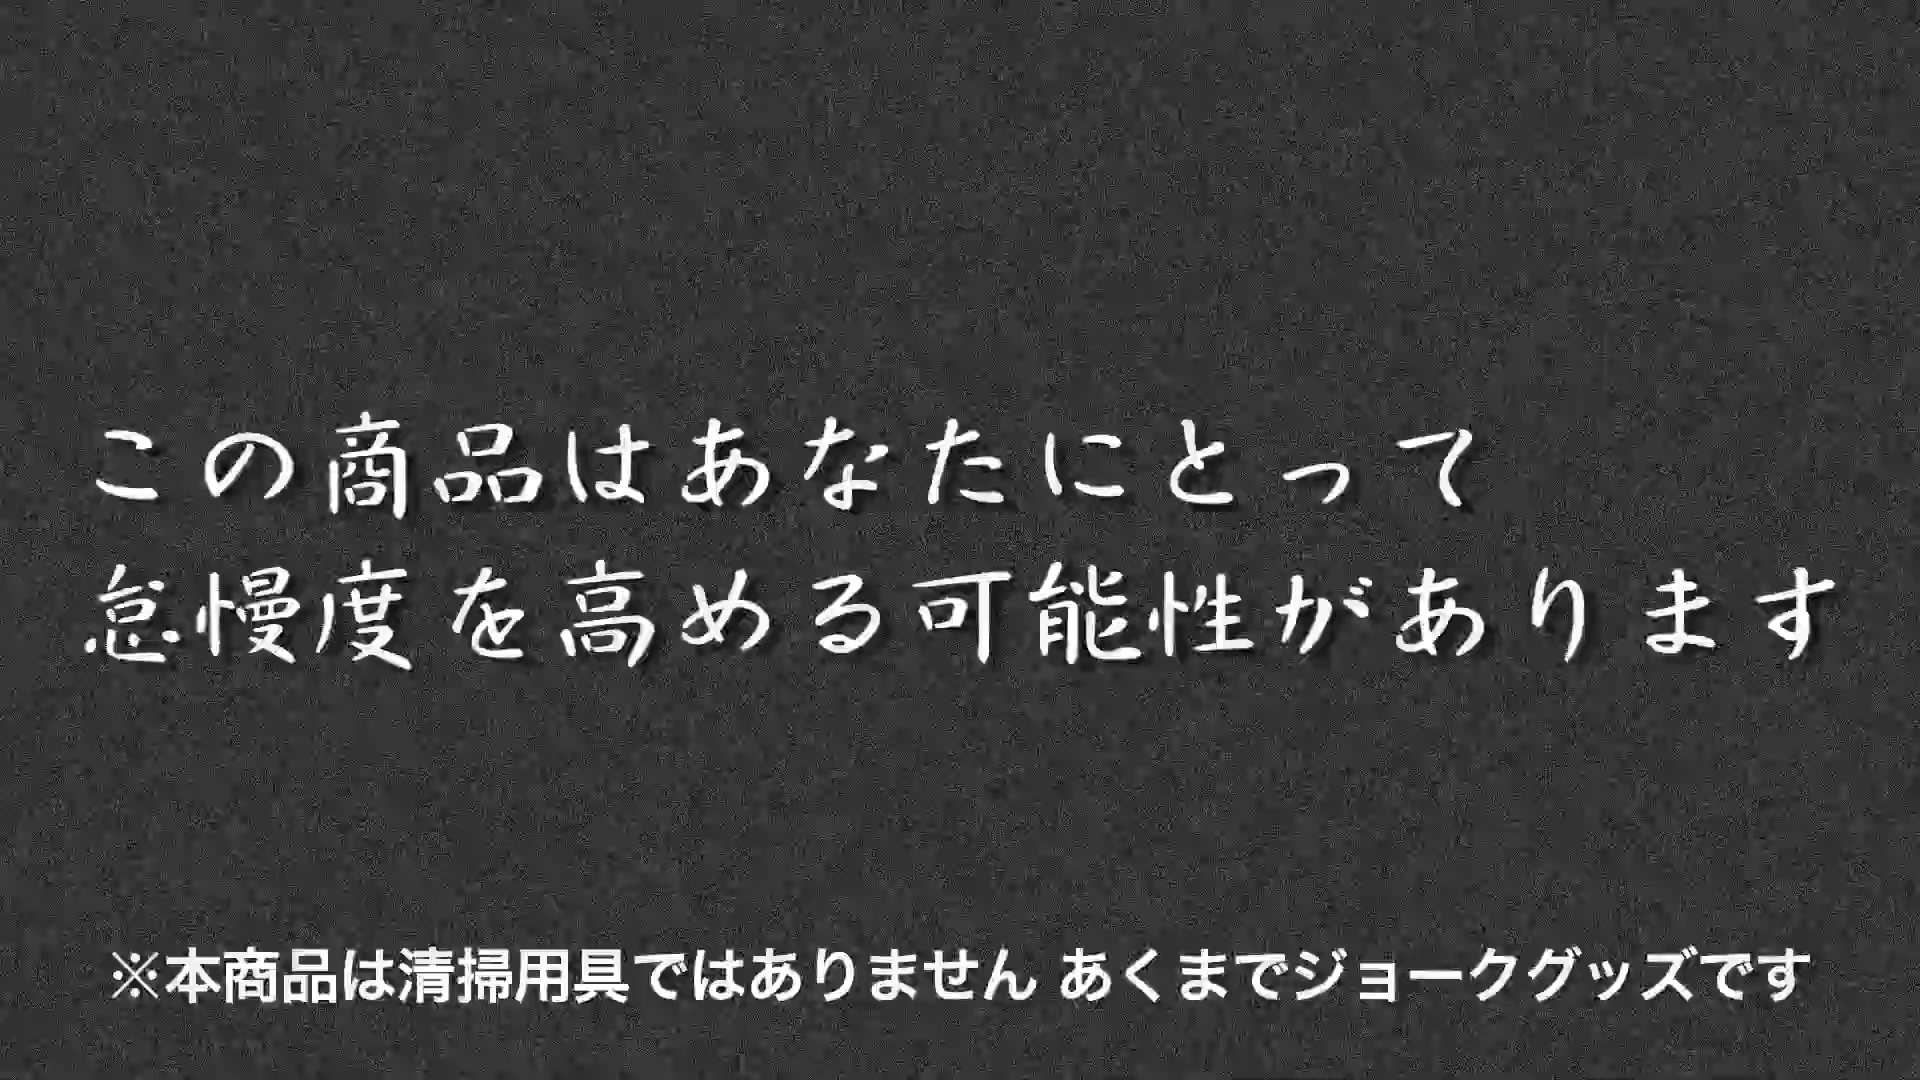 この商品はあなたにとって
怠慢度を高める可能性があります
※本商品は清掃用具ではありません あくまでジョークグッズです